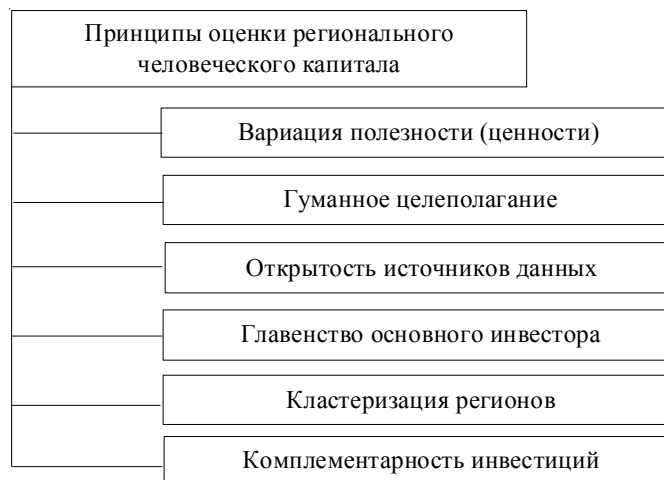 Принципы оценки регионального
человеческого капитала
Вариация полезности (ценности)
Гуманное целеполагание
Открытость источников данных
Главенство основного инвестора
Кластеризация регионов
Комплементарность инвестиций